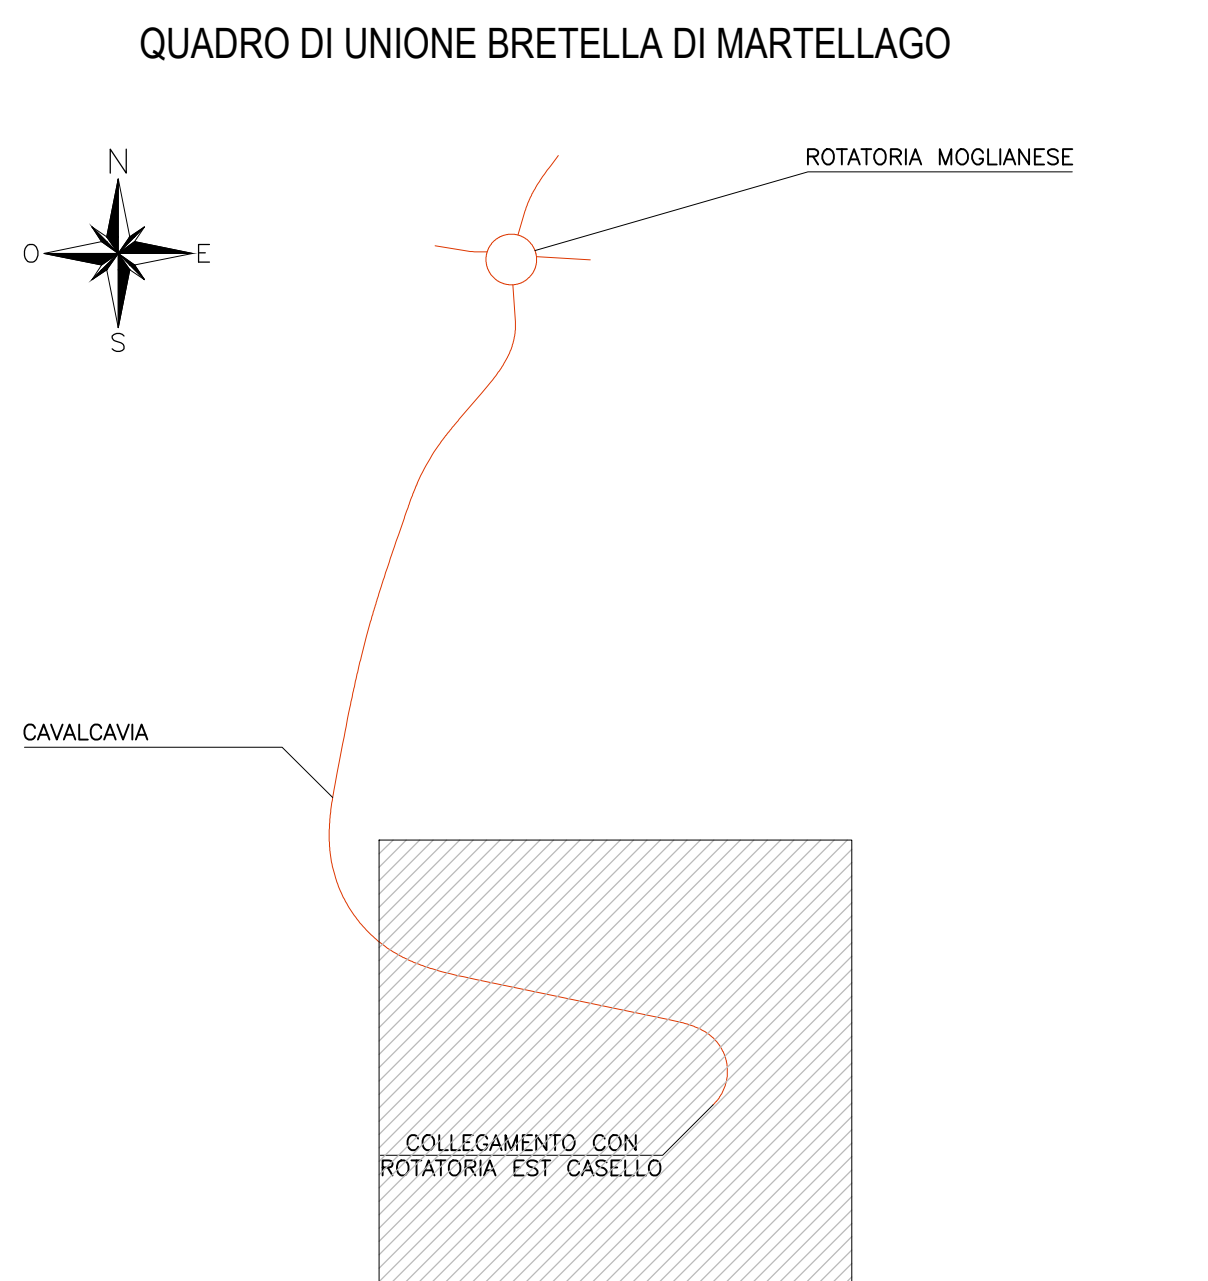 QUADRO DI UNIONE BRETELLA DI MARTELLAGO
N
ROTATORIA MOGLIANESE
O
E
S
CAVALCAVIA
COLLEGAMENTO CON
ROTATORIA EST CASELLO